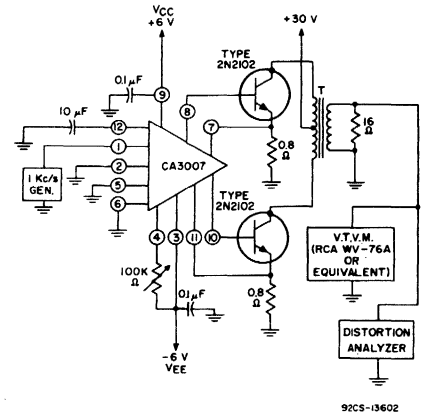 VCC
+6 V
+30 V
TYPE
2N2102
0.1 µF
9
8
10 µF
12
1
7
T
2
CA3007
0.8
Ω
16
Ω
1 Kc/s
GEN.
5
TYPE
2N2102
6
4
3
11
10
V.T.V.M.
(RCA WV-76A
OR
EQUIVALENT)
100K
Ω
0.1 µF
0.8
Ω
DISTORTION
ANALYZER
-6 V
VEE
92CS-13602